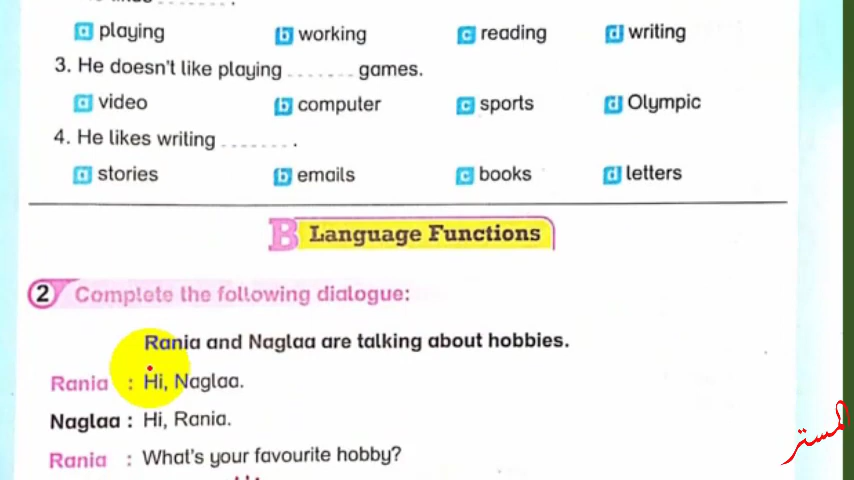 a playing b working c reading d writing
3. He doesn't like playing ....... games.
a video b computer c sports d Olympic
4. He likes writing ........ .
a stories b emails c books d letters
B Language Functions
2 Complete the following dialogue:
Rania and Naglaa are talking about hobbies.
Rania : Hi, Naglaa.
Naglaa : Hi, Rania.
Rania : What's your favourite hobby?
المستر